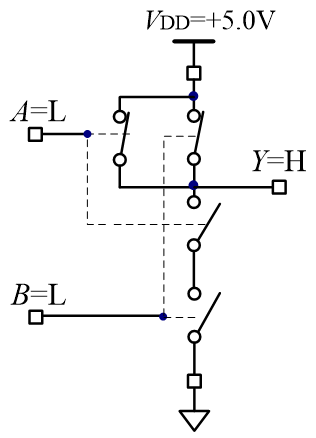 VDD=+5.0V
A=L
Y=H
B=L